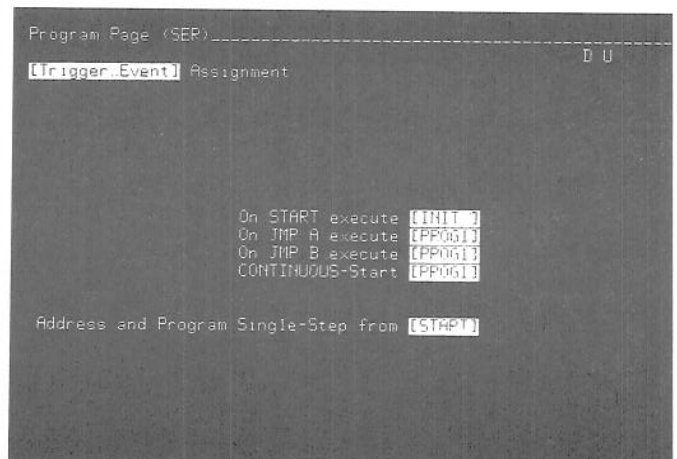 Program Page (SER)
D U
[Trigger..Event] Assignment
On START execute [INIT ]
On JMP A execute [PROG1]
On JMP B execute [PROG1]
CONTINUOUS-Start [PROG1]
Address and Program Single-Step from [START]